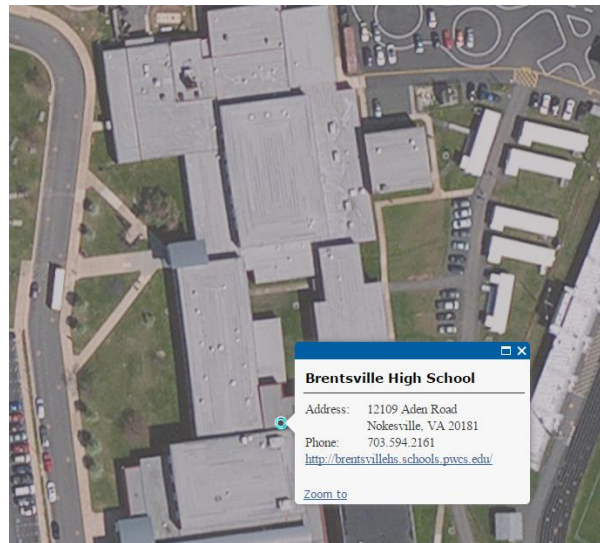 Brentsville High School
Address: 12109 Aden Road
Nokesville, VA 20181
Phone: 703.594.2161
http://brentsvillehs.schools.pwcs.edu/
Zoom to